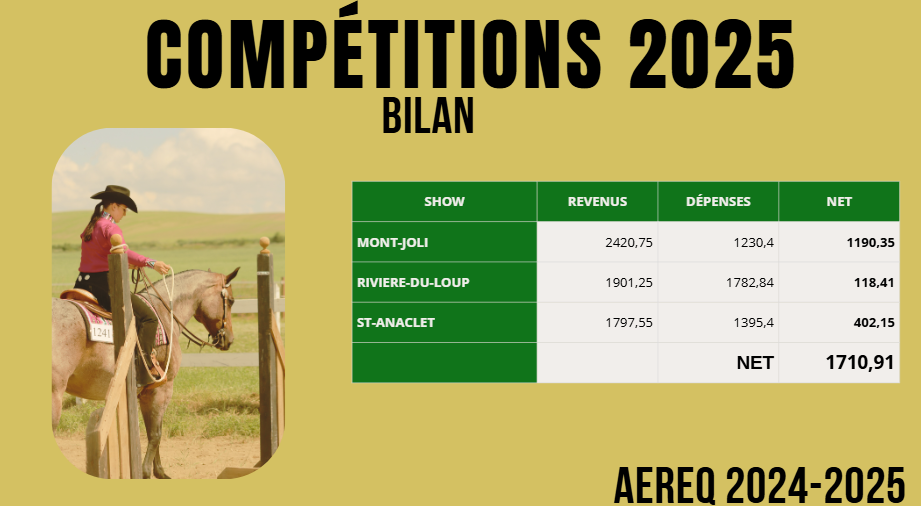 COMPÉTITIONS 2025
BILAN
SHOW REVENUS DÉPENSES NET
MONT-JOLI 2420,75 1230,4 1190,35
RIVIERE-DU-LOUP 1901,25 1782,84 118,41
ST-ANACLET 1797,55 1395,4 402,15
NET 1710,91
1241
AEREQ 2024-2025